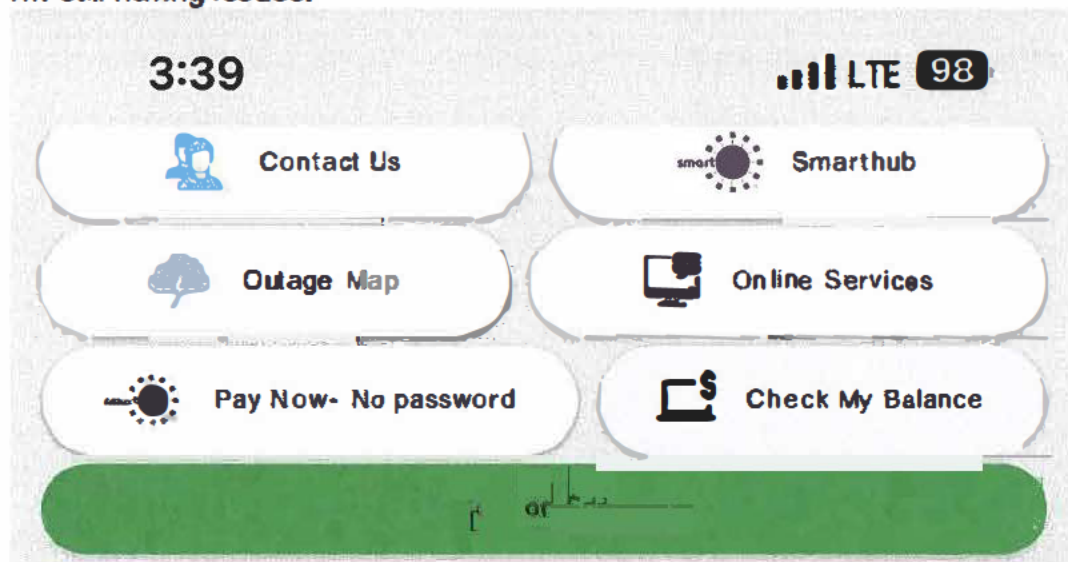 3:39 LTE 98
Contact Us
smart Smarthub
Outage Map
Online Services
Pay Now- No password
Check My Balance
or